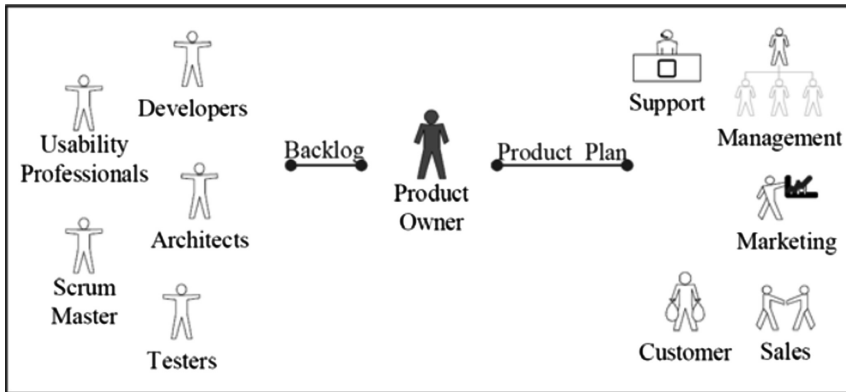 Developers
Usability
Professionals
Architects
Scrum
Master
Testers
Backlog
Product
Owner
Product Plan
Support
Management
Marketing
Customer
Sales